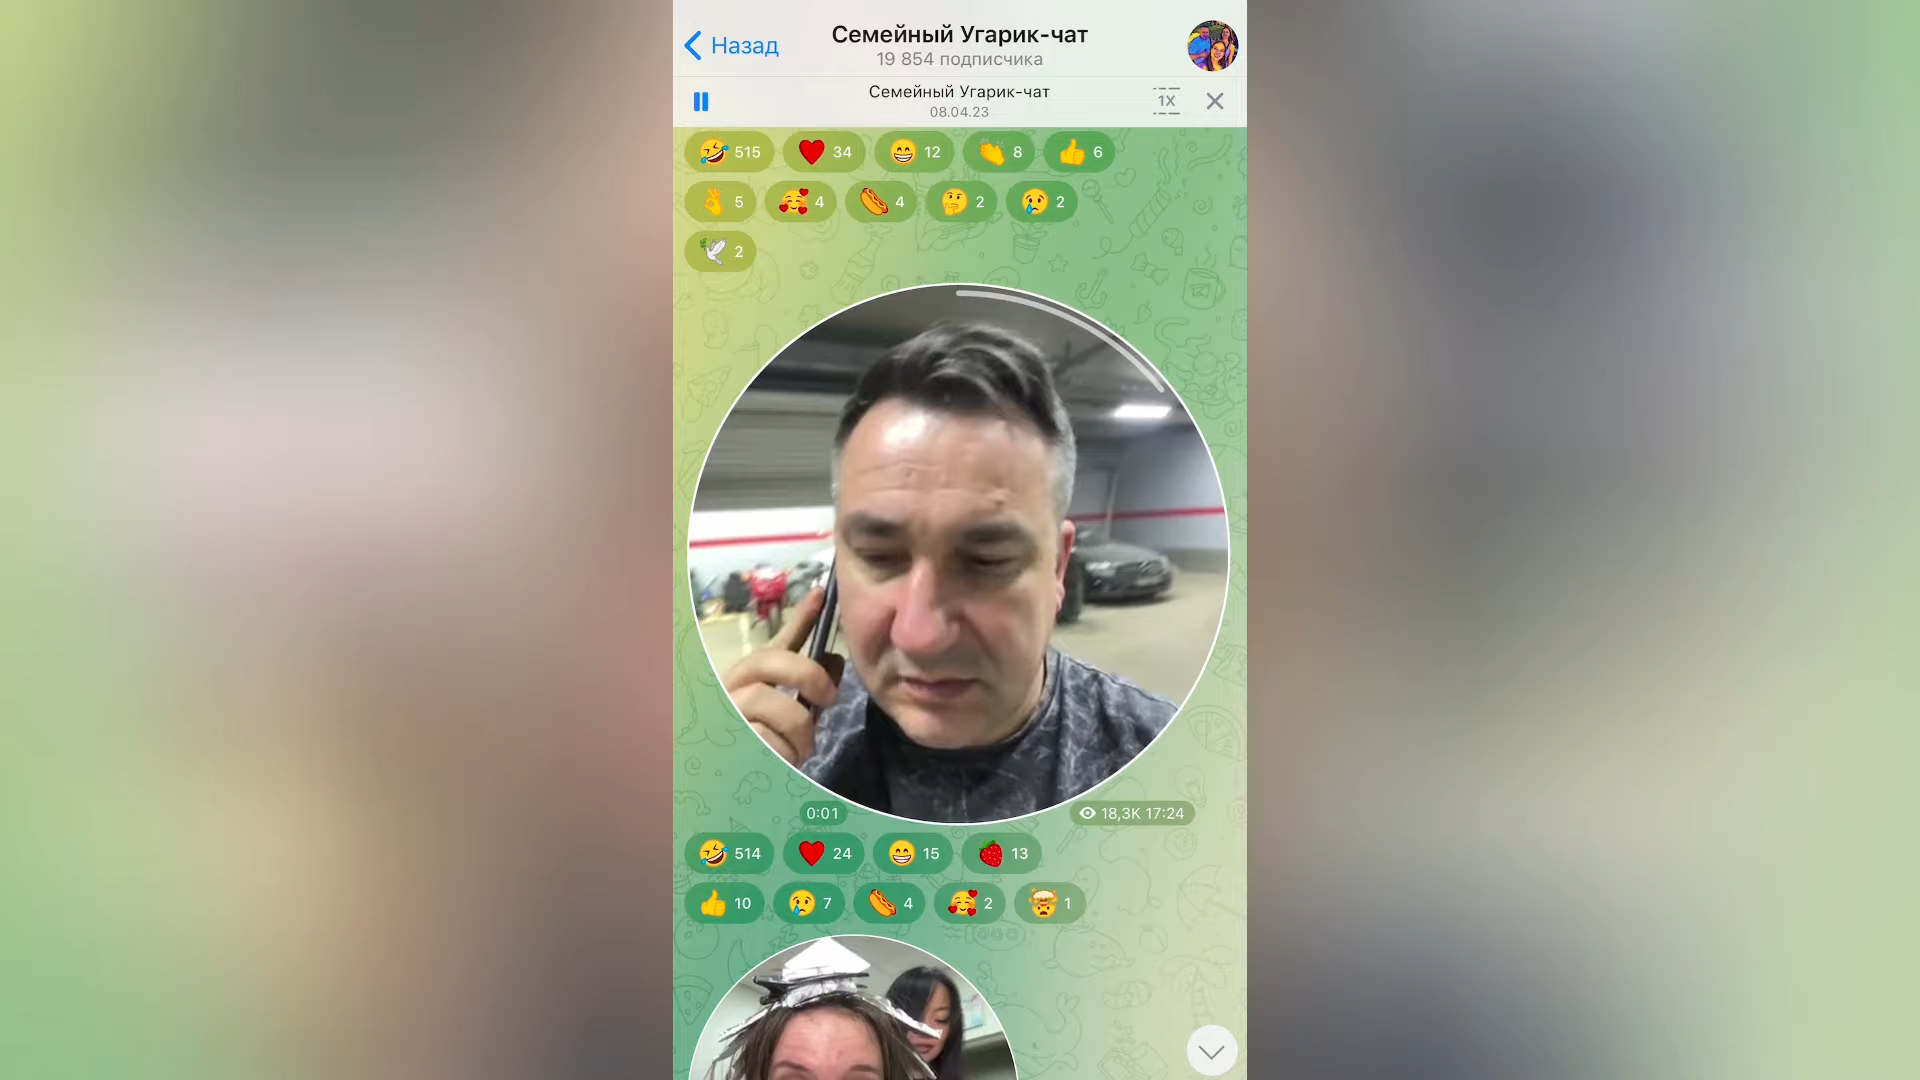 Назад
Семейный Угарик-чат
19 854 подписчика
Семейный Угарик-чат
08.04.23
1X
515 34 12 8 6
5 4 4 2 2
2
0:01
18,3K 17:24
514 24 15 13
10 7 4 2 1